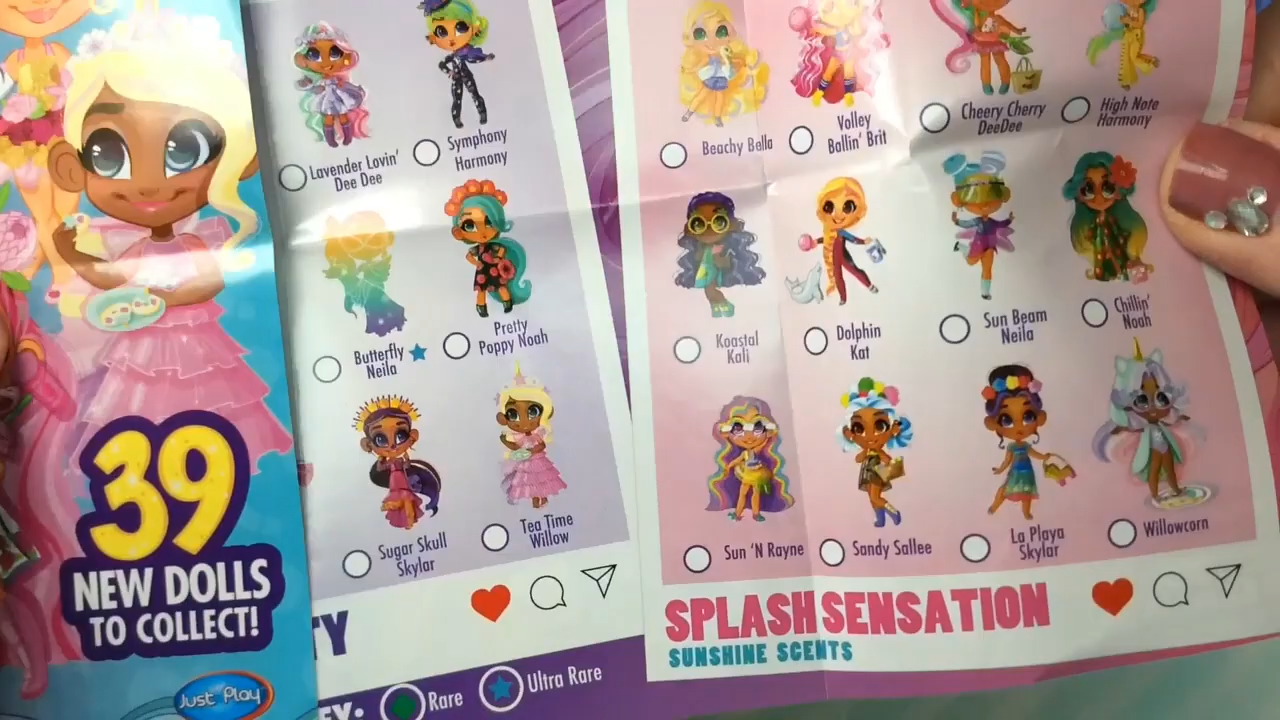 39
NEW DOLLS
TO COLLECT!
Just Play
Lavender Lovin'
Dee Dee
Symphony
Harmony
Butterfly
Neila
Pretty
Poppy Noah
Sugar Skull
Skylar
Tea Time
Willow
TY
EY:
Rare
Ultra Rare
Beachy Bella
Volley
Ballin' Brit
Cheery Cherry
DeeDee
High Note
Harmony
Koastal
Kali
Dolphin
Kat
Sun Beam
Neila
Chillin'
Noah
Sun 'N Rayne
Sandy Sallee
La Playa
Skylar
Willowcorn
SPLASH SENSATION
SUNSHINE SCENTS